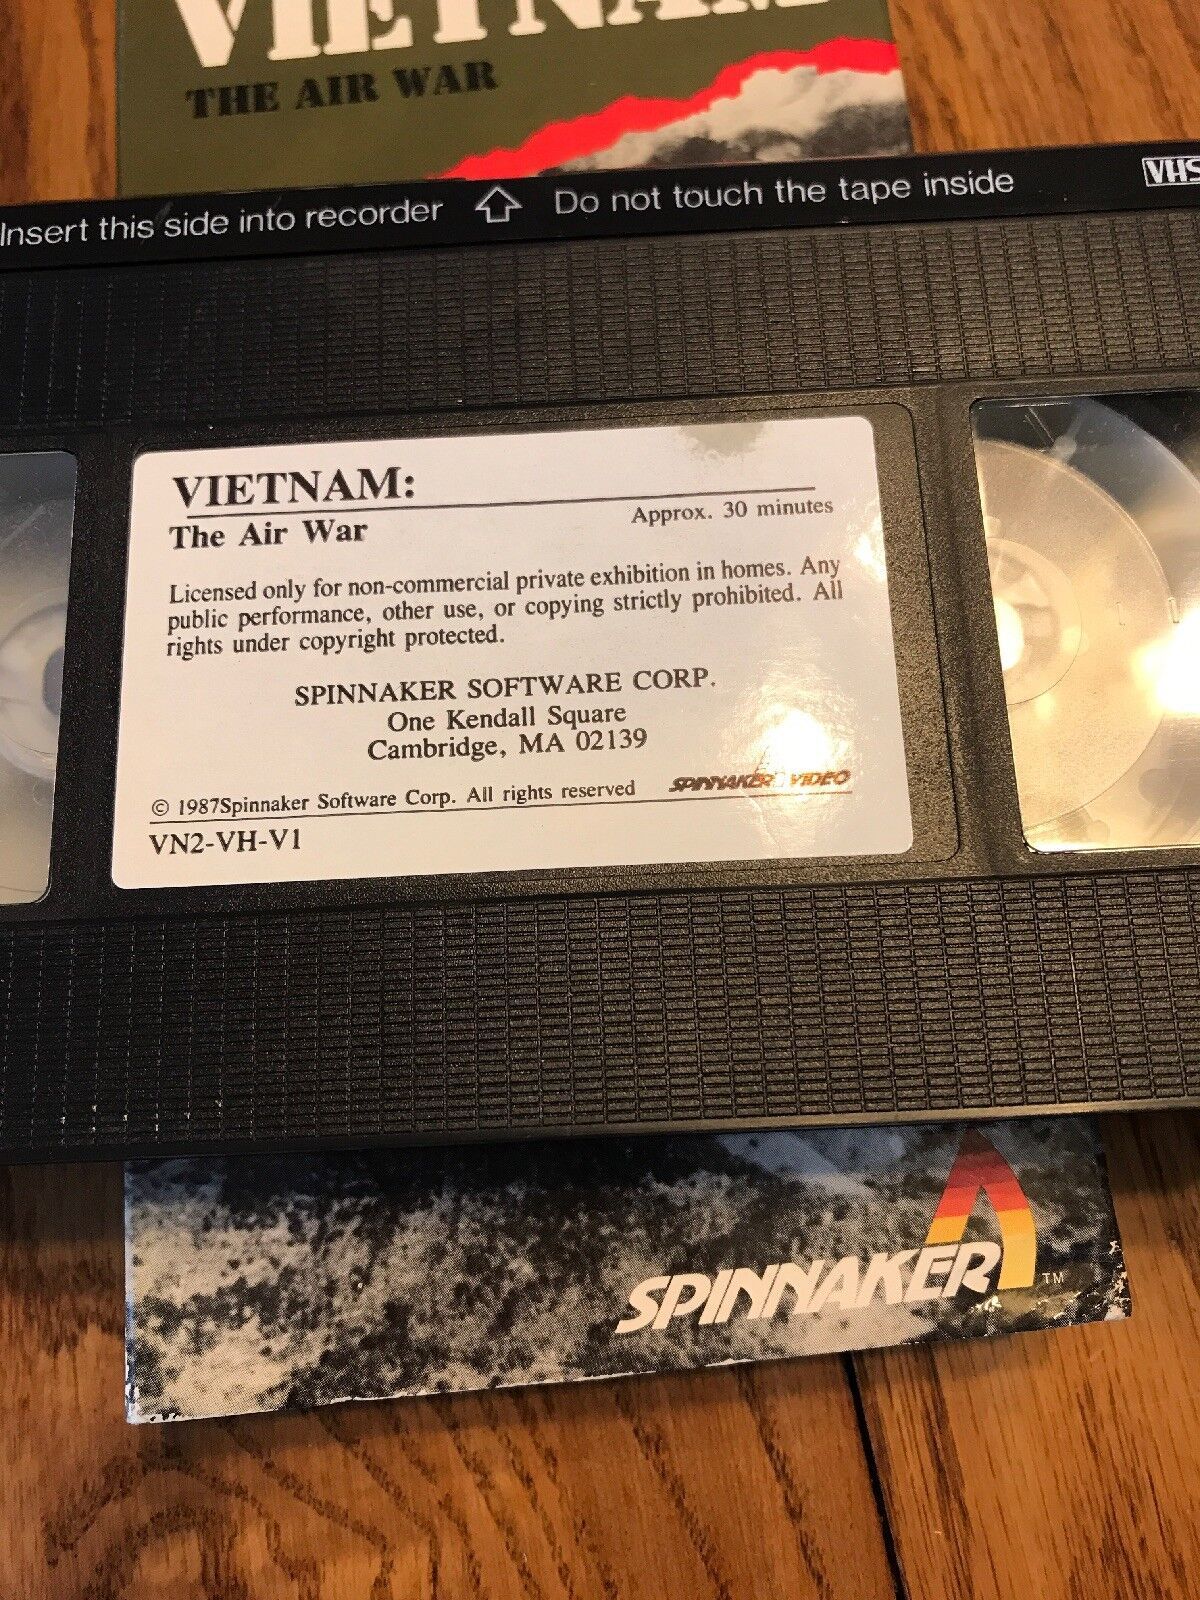 VIETNAM
THE AIR WAR
Insert this side into recorder Do not touch the tape inside VHS
VIETNAM:
The Air War Approx. 30 minutes
Licensed only for non-commercial private exhibition in homes. Any
public performance, other use, or copying strictly prohibited. All
rights under copyright protected.
SPINNAKER SOFTWARE CORP.
One Kendall Square
Cambridge, MA 02139
© 1987Spinnaker Software Corp. All rights reserved SPINNAKER VIDEO
VN2-VH-V1
SPINNAKER TM